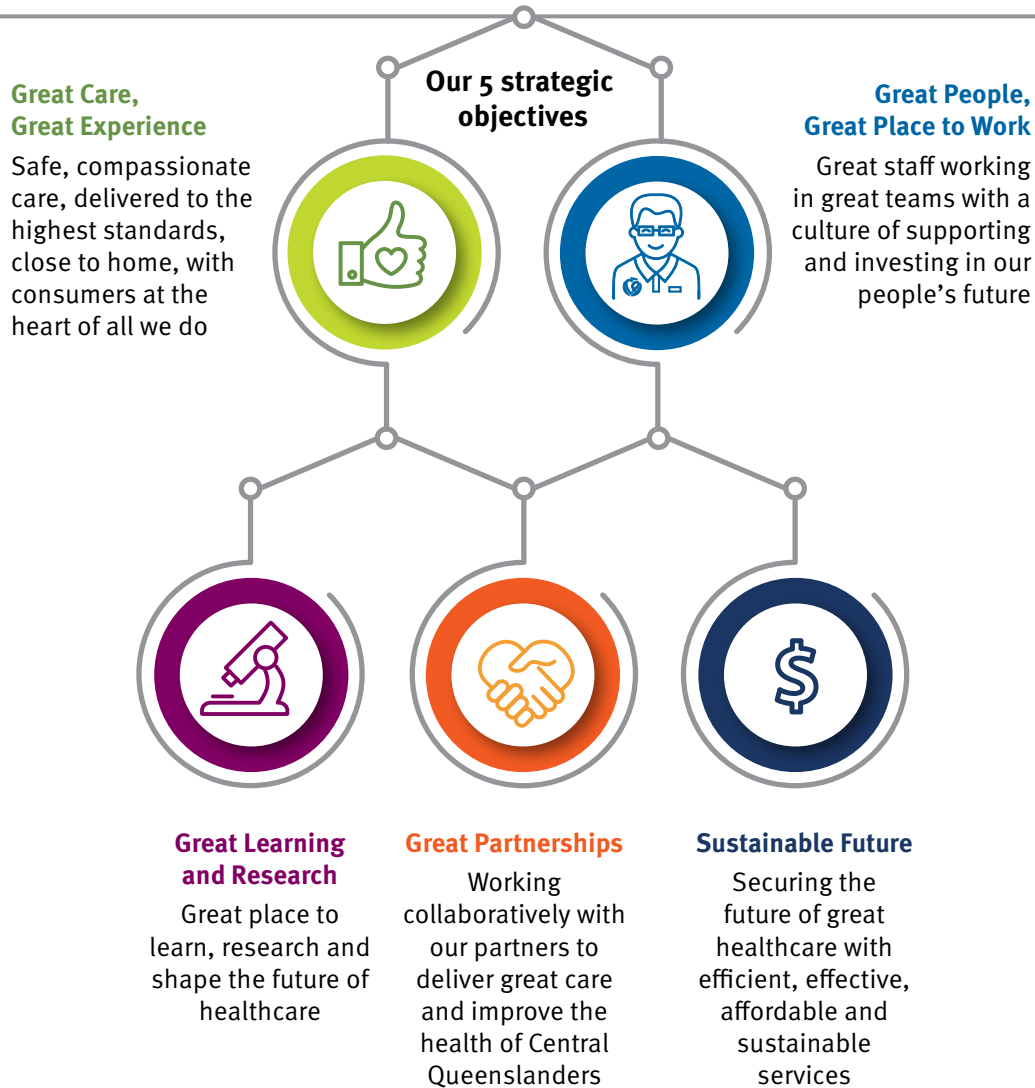 Our 5 strategic
objectives
Great Care,
Great Experience
Safe, compassionate
care, delivered to the
highest standards,
close to home, with
consumers at the
heart of all we do
Great People,
Great Place to Work
Great staff working
in great teams with a
culture of supporting
and investing in our
people's future
$
Great Learning
and Research
Great place to
learn, research and
shape the future of
healthcare
Great Partnerships
Working
collaboratively with
our partners to
deliver great care
and improve the
health of Central
Queenslanders
Sustainable Future
Securing the
future of great
healthcare with
efficient, effective,
affordable and
sustainable
services